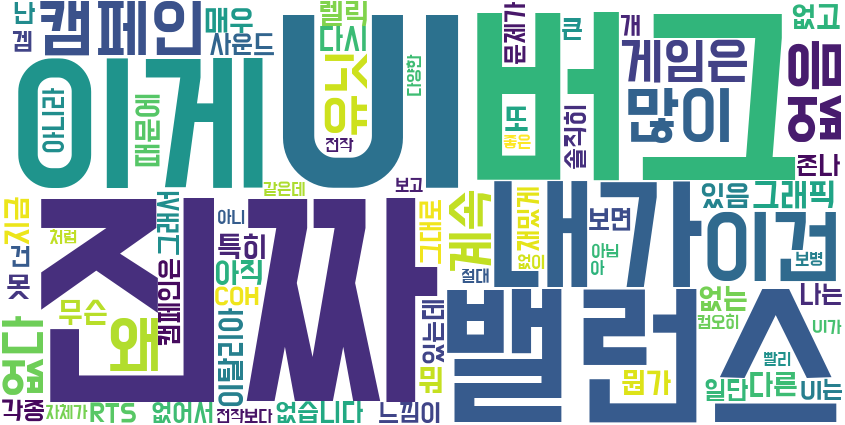 난
겜
캠페인
매우
사운드
렐릭
다시
유닛
전작
다양한
문제가
큰
개
게임은
많이
없고
없음
이게
아니라
때문에
UI
버그
또
좋은
솔직히
존나
같은데
보고
지금
건
못
처럼
그래서
아니
특히
아직
COH
캠페인은
무슨
왜
진짜
그대로
계속
절대
없이
재밌게
내가
보면
아님
아
있음
그래픽
이건
보병
없다
이탈리아
있는데
뭔
밸런스
뭔가
없는
컴오히
나는
UI가
빨리
일단
다른
UI는
각종
자체가
RTS
없어서
전작보다
없습니다
느낌이